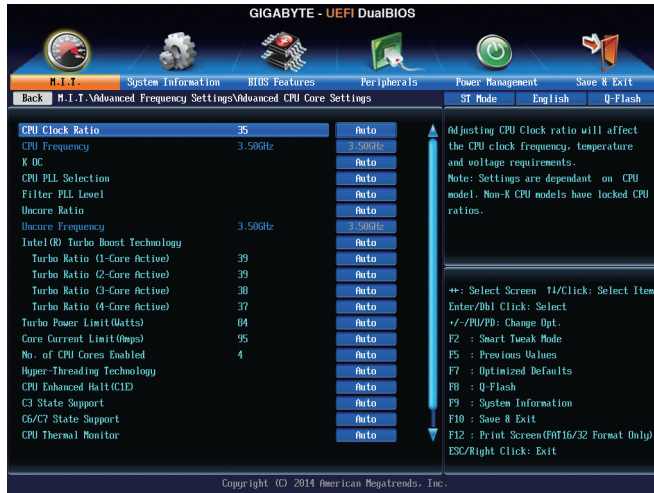 GIGABYTE - UEFI DualBIOS
M.I.T. System Information BIOS Features Peripherals Power Management Save & Exit
Back M.I.T.\Advanced Frequency Settings\Advanced CPU Core Settings ST Mode English Q-Flash
CPU Clock Ratio 35 Auto
CPU Frequency 3.50GHz 3.50GHz
K OC Auto
CPU PLL Selection Auto
Filter PLL Level Auto
Uncore Ratio Auto
Uncore Frequency 3.50GHz 3.50GHz
Intel(R) Turbo Boost Technology Auto
Turbo Ratio (1-Core Active) 39 Auto
Turbo Ratio (2-Core Active) 39 Auto
Turbo Ratio (3-Core Active) 38 Auto
Turbo Ratio (4-Core Active) 37 Auto
Turbo Power Limit(Watts) 84 Auto
Core Current Limit(Amps) 95 Auto
No. of CPU Cores Enabled 4 Auto
Hyper-Threading Technology Auto
CPU Enhanced Halt(C1E) Auto
C3 State Support Auto
C6/C7 State Support Auto
CPU Thermal Monitor Auto
Adjusting CPU Clock ratio will affect
the CPU clock frequency, temperature
and voltage requirements.
Note: Settings are dependant on CPU
model. Non-K CPU models have locked CPU
ratios.
↔: Select Screen ↑↓/Click: Select Item
Enter/Dbl Click: Select
+/-/PU/PD: Change Opt.
F2 : Smart Tweak Mode
F5 : Previous Values
F7 : Optimized Defaults
F8 : Q-Flash
F9 : System Information
F10 : Save & Exit
F12 : Print Screen(FAT16/32 Format Only)
ESC/Right Click: Exit
Copyright (C) 2014 American Megatrends, Inc.